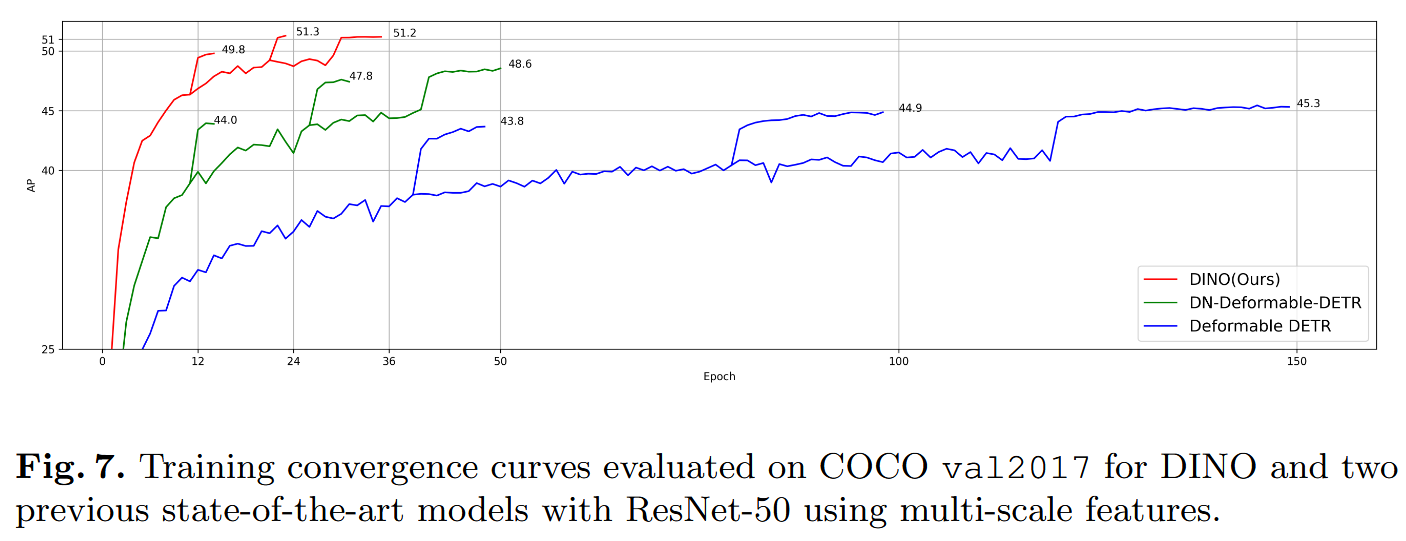 51
50
45
40
25
AP
49.8
51.3
51.2
47.8
48.6
44.0
43.8
44.9
45.3
DINO(Ours)
DN-Deformable-DETR
Deformable DETR
0 12 24 36 50 100 150
Epoch
Fig. 7. Training convergence curves evaluated on COCO val2017 for DINO and two
previous state-of-the-art models with ResNet-50 using multi-scale features.